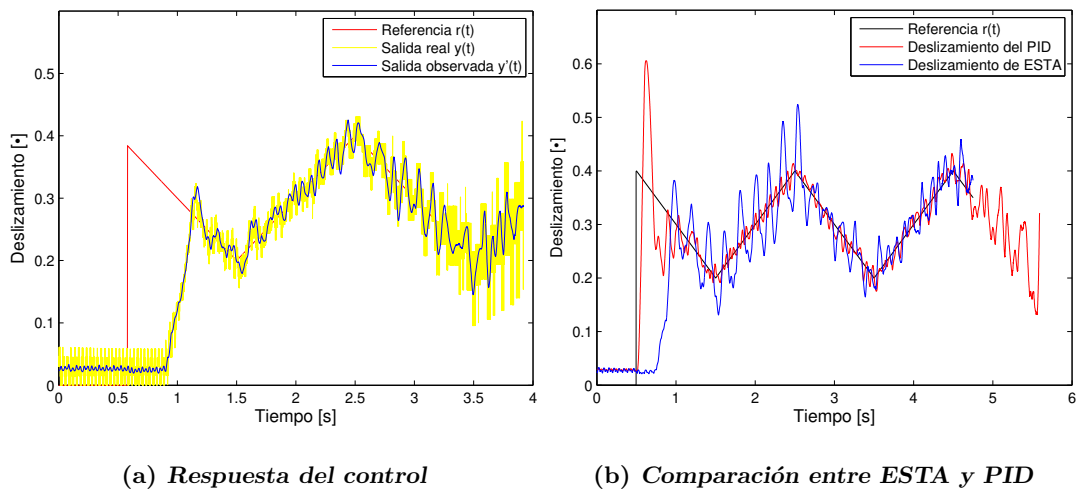 Referencia r(t)
Salida real y(t)
Salida observada y'(t)
Deslizamiento [•]
0.5
0.4
0.3
0.2
0.1
0
0 0.5 1 1.5 2 2.5 3 3.5 4
Tiempo [s]
(a) Respuesta del control
Referencia r(t)
Deslizamiento del PID
Deslizamiento de ESTA
Deslizamiento [•]
0.6
0.5
0.4
0.3
0.2
0.1
0
0 1 2 3 4 5 6
Tiempo [s]
(b) Comparación entre ESTA y PID